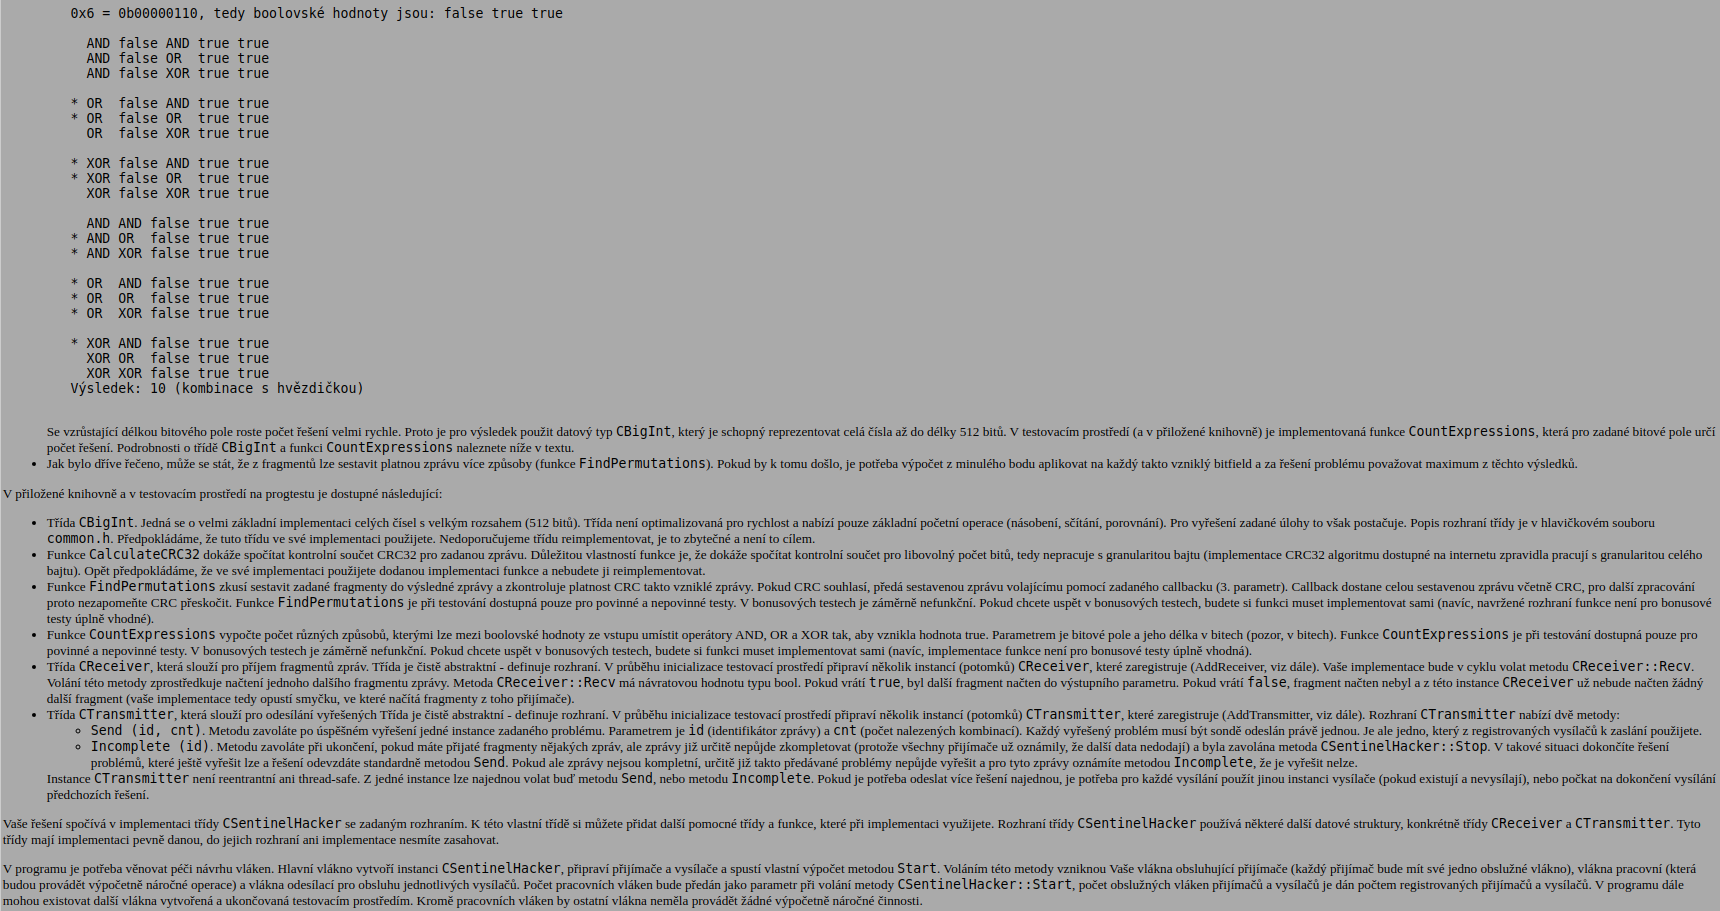 0x6 = 0b00000110, tedy boolovské hodnoty jsou: false true true
AND false AND true true
AND false OR  true true
AND false XOR true true
* OR  false AND true true
* OR  false OR  true true
OR  false XOR true true
* XOR false AND true true
* XOR false OR  true true
XOR false XOR true true
AND AND false true true
* AND OR  false true true
* AND XOR false true true
* OR  AND false true true
* OR  OR  false true true
* OR  XOR false true true
* XOR AND false true true
XOR OR  false true true
XOR XOR false true true
Výsledek: 10 (kombinace s hvězdičkou)
Se vzrůstající délkou bitového pole roste počet řešení velmi rychle. Proto je pro výsledek použit datový typ CBigInt, který je schopný reprezentovat celá čísla až do délky 512 bitů. V testovacím prostředí (a v přiložené knihovně) je implementovaná funkce CountExpressions, která pro zadané bitové pole určí
počet řešení. Podrobnosti o třídě CBigInt a funkci CountExpressions naleznete níže v textu.
• Jak bylo dříve řečeno, může se stát, že z fragmentů lze sestavit platnou zprávu více způsoby (funkce FindPermutations). Pokud by k tomu došlo, je potřeba výpočet z minulého bodu aplikovat na každý takto vzniklý bitfield a za řešení problému považovat maximum z těchto výsledků.
V přiložené knihovně a v testovacím prostředí na progtestu je dostupné následující:
• Třída CBigInt. Jedná se o velmi základní implementaci celých čísel s velkým rozsahem (512 bitů). Třída není optimalizovaná pro rychlost a nabízí pouze základní početní operace (násobení, sčítání, porovnání). Pro vyřešení zadané úlohy to však postačuje. Popis rozhraní třídy je v hlavičkovém souboru
common.h. Předpokládáme, že tuto třídu ve své implementaci použijete. Nedoporučujeme třídu reimplementovat, je to zbytečné a není to cílem.
• Funkce CalculateCRC32 dokáže spočítat kontrolní součet CRC32 pro zadanou zprávu. Důležitou vlastností funkce je, že dokáže spočítat kontrolní součet pro libovolný počet bitů, tedy nepracuje s granularitou bajtu (implementace CRC32 algoritmu dostupné na internetu zpravidla pracují s granularitou celého
bajtu). Opět předpokládáme, že ve své implementaci použijete dodanou implementaci funkce a nebudete ji reimplementovat.
• Funkce FindPermutations zkusí sestavit zadané fragmenty do výsledné zprávy a zkontroluje platnost CRC takto vzniklé zprávy. Pokud CRC souhlasí, předá sestavenou zprávu volajícímu pomocí zadaného callbacku (3. parametr). Callback dostane celou sestavenou zprávu včetně CRC, pro další zpracování
proto nezapomeňte CRC přeskočit. Funkce FindPermutations je při testování dostupná pouze pro povinné a nepovinné testy. V bonusových testech je záměrně nefunkční. Pokud chcete uspět v bonusových testech, budete si funkci muset implementovat sami (navíc, navržené rozhraní funkce není pro bonusové
testy úplně vhodné).
• Funkce CountExpressions vypočte počet různých způsobů, kterými lze mezi boolovské hodnoty ze vstupu umístit operátory AND, OR a XOR tak, aby vznikla hodnota true. Parametrem je bitové pole a jeho délka v bitech (pozor, v bitech). Funkce CountExpressions je při testování dostupná pouze pro
povinné a nepovinné testy. V bonusových testech je záměrně nefunkční. Pokud chcete uspět v bonusových testech, budete si funkci muset implementovat sami (navíc, implementace funkce není pro bonusové testy úplně vhodné).
• Třída CReceiver, která slouží pro příjem fragmentů zpráv. Třída je čistě abstraktní - definuje rozhraní. V průběhu inicializace testovací prostředí připraví několik instancí (potomků) CReceiver, které zaregistruje (AddReceiver, viz dále). Vaše implementace bude v cyklu volat metodu CReceiver::Recv.
Volání této metody zprostředkuje načtení jednoho dalšího fragmentu zprávy. Metoda CReceiver::Recv má návratovou hodnotu typu bool. Pokud vrátí true, byl další fragment načten do výstupního parametru. Pokud vrátí false, fragment načten nebyl a z této instance CReceiver už nebude načten žádný
další fragment (vaše implementace tedy opustí smyčku, ve které načítá fragmenty z toho přijímače).
• Třída CTransmitter, která slouží pro odesílání vyřešených Třída je čistě abstraktní - definuje rozhraní. V průběhu inicializace testovací prostředí připraví několik instancí (potomků) CTransmitter, které zaregistruje (AddTransmitter, viz dále). Rozhraní CTransmitter nabízí dvě metody:
◦ Send (id, cnt). Metodu zavoláte po úspěšném vyřešení jedné instance zadaného problému. Parametrem je id (identifikátor zprávy) a cnt (počet nalezených kombinací). Každý vyřešený problém musí být sondě odeslán právě jednou. Je ale jedno, který z registrovaných vysílačů k zaslání použijete.
◦ Incomplete (id). Metodu zavoláte při ukončení, pokud máte přijaté fragmenty nějakých zpráv, ale zprávy již určitě nepůjde zkompletovat (protože všechny přijímače už oznámily, že další data nedodají) a byla zavolána metoda CSentinelHacker::Stop. V takové situaci dokončíte řešení
problémů, které ještě vyřešit lze a řešení odevzdáte standardně metodou Send. Pokud ale zprávy nejsou kompletní, určitě již takto předávané problémy nepůjde vyřešit a pro tyto zprávy oznámíte metodou Incomplete, že je vyřešit nelze.
Instance CTransmitter není reentrantní ani thread-safe. Z jedné instance lze najednou volat buď metodu Send, nebo metodu Incomplete. Pokud je potřeba odeslat více řešení najednou, je potřeba pro každé vysílání použít jinou instanci vysílače (pokud existují a nevysílají), nebo počkat na dokončení vysílání
předchozích řešení.
Vaše řešení spočívá v implementaci třídy CSentinelHacker se zadaným rozhraním. K této vlastní třídě si můžete přidat další pomocné třídy a funkce, které při implementaci využijete. Rozhraní třídy CSentinelHacker používá některé další datové struktury, konkrétně třídy CReceiver a CTransmitter. Tyto
třídy mají implementaci pevně danou, do jejich rozhraní ani implementace nesmíte zasahovat.
V programu je potřeba věnovat péči návrhu vláken. Hlavní vlákno vytvoří instanci CSentinelHacker, připraví přijímače a vysílače a spustí vlastní výpočet metodou Start. Voláním této metody vzniknou Vaše vlákna obsluhující přijímače (každý přijímač bude mít své jedno obslužné vlákno), vlákna pracovní (která
budou provádět výpočetně náročné operace) a vlákna odesílací pro obsluhu jednotlivých vysílačů. Počet pracovních vláken bude předán jako parametr při volání metody CSentinelHacker::Start, počet obslužných vláken přijímačů a vysílačů je dán počtem registrovaných přijímačů a vysílačů. V programu dále
mohou existovat další vlákna vytvořená a ukončovaná testovacím prostředím. Kromě pracovních vláken by ostatní vlákna neměla provádět žádné výpočetně náročné činnosti.